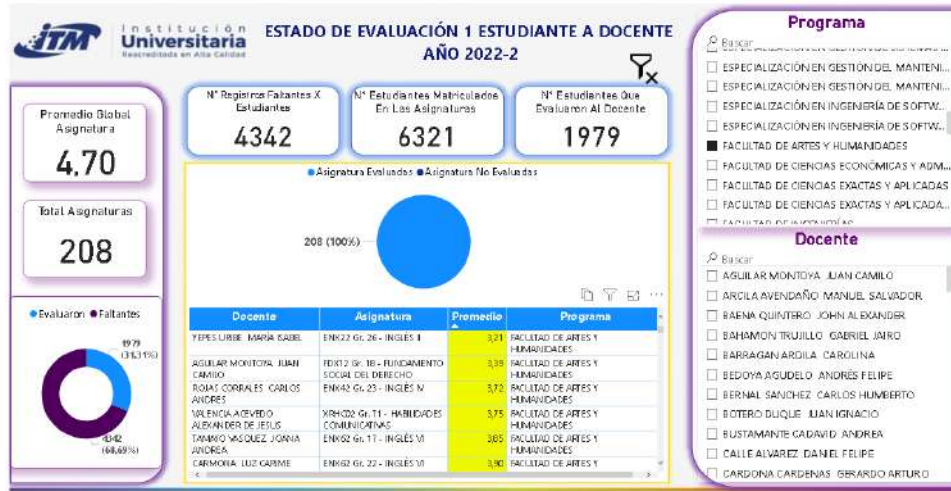 ITM
Institución
Universitaria
Reacreditada en Alta Calidad
ESTADO DE EVALUACIÓN 1 ESTUDIANTE A DOCENTE
AÑO 2022-2
Promedio Global
Asignatura
4,70
Total Asignaturas
208
Evaluaron Faltantes
1979
(31,31%)
4342
(68,69%)
N° Registros Faltantes X
Estudiantes
4342
N° Estudiantes Matriculados
En Las Asignaturas
6321
N° Estudiantes Que
Evaluaron Al Docente
1979
Asignatura Evaluadas Asignatura No Evaluadas
208 (100%)
Docente Asignatura Promedio Programa
YEPES URIBE MARÍA ISABEL ENX22 Gr. 26 - INGLÉS II 3,21 FACULTAD DE ARTES Y
HUMANIDADES
AGUILAR MONTOYA JUAN FDX12 Gr. 18 - FUNDAMENTO 3,39 FACULTAD DE ARTES Y
CAMILO SOCIAL DEL DERECHO HUMANIDADES
ROJAS CORRALES CARLOS ENX42 Gr. 23 - INGLÉS IV 3,72 FACULTAD DE ARTES Y
ANDRES HUMANIDADES
VALENCIA ACEVEDO XRHC02 Gr. T1 - HABILIDADES 3,75 FACULTAD DE ARTES Y
ALEXANDER DE JESUS COMUNICATIVAS HUMANIDADES
TAMAYO VASQUEZ JOANA ENX62 Gr. 17 - INGLÉS VI 3,85 FACULTAD DE ARTES Y
ANDREA HUMANIDADES
CARMONA LUZ CARIME ENX62 Gr. 22 - INGLÉS VI 3,90 FACULTAD DE ARTES Y
Programa
Buscar
ESPECIALIZACIÓN EN GESTIÓN DEL MANTENI...
ESPECIALIZACIÓN EN GESTIÓN DEL MANTENI...
ESPECIALIZACIÓN EN INGENIERÍA DE SOFTW...
ESPECIALIZACIÓN EN INGENIERÍA DE SOFTW...
FACULTAD DE ARTES Y HUMANIDADES
FACULTAD DE CIENCIAS ECONÓMICAS Y ADM...
FACULTAD DE CIENCIAS EXACTAS Y APLICADAS
FACULTAD DE CIENCIAS EXACTAS Y APLICADA...
FACULTAD DE INGENIERÍAS
Docente
Buscar
AGUILAR MONTOYA JUAN CAMILO
ARCILA AVENDAÑO MANUEL SALVADOR
BAENA QUINTERO JOHN ALEXANDER
BAHAMON TRUJILLO GABRIEL JAIRO
BARRAGAN ARDILA CAROLINA
BEDOYA AGUDELO ANDRÉS FELIPE
BERNAL SANCHEZ CARLOS HUMBERTO
BOTERO DUQUE JUAN IGNACIO
BUSTAMANTE CADAVID ANDREA
CALLE ALVAREZ DANIEL FELIPE
CARDONA CARDENAS GERARDO ARTURO